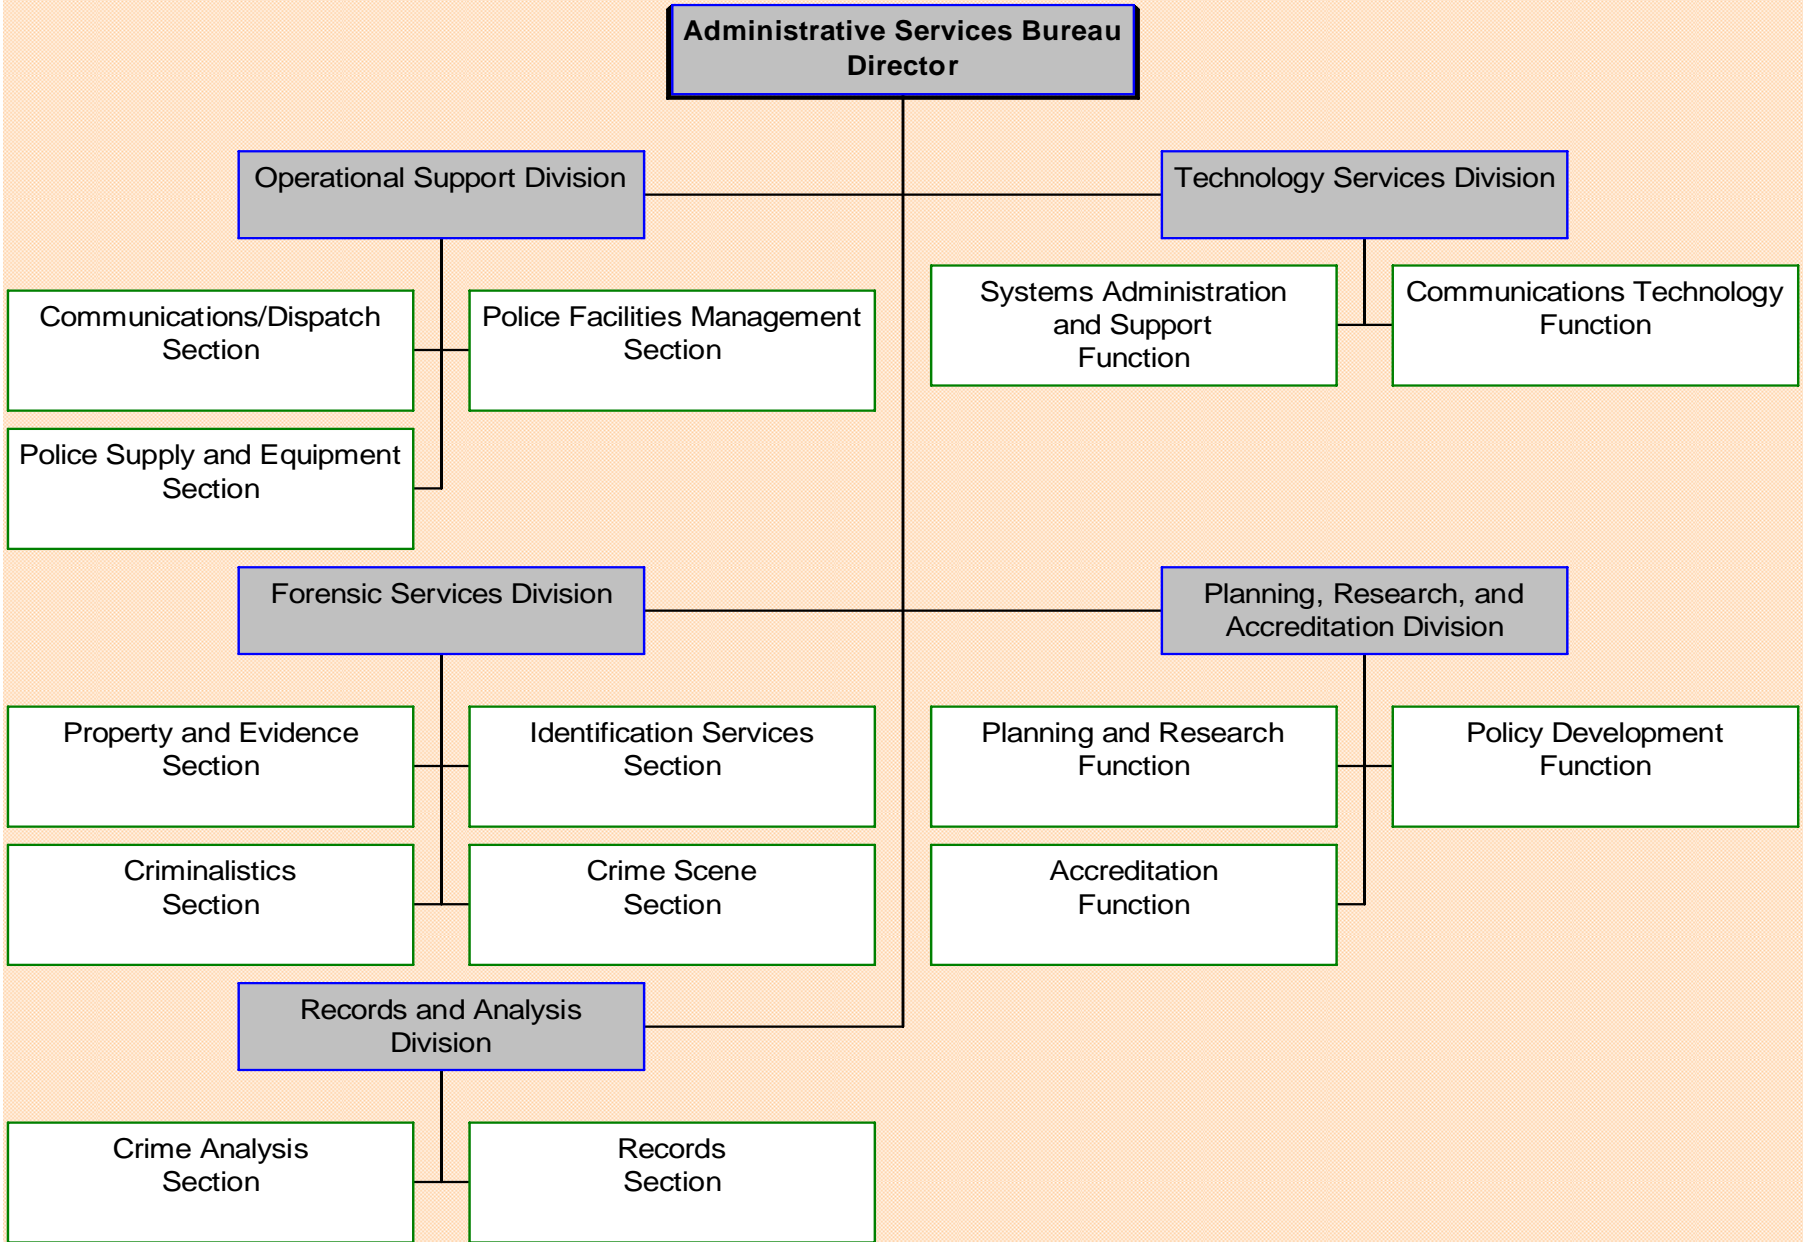 Administrative Services Bureau
Director
Operational Support Division
Technology Services Division
Communications/Dispatch
Section
Police Facilities Management
Section
Systems Administration
and Support
Function
Communications Technology
Function
Police Supply and Equipment
Section
Forensic Services Division
Planning, Research, and
Accreditation Division
Property and Evidence
Section
Identification Services
Section
Planning and Research
Function
Policy Development
Function
Criminalistics
Section
Crime Scene
Section
Accreditation
Function
Records and Analysis
Division
Crime Analysis
Section
Records
Section